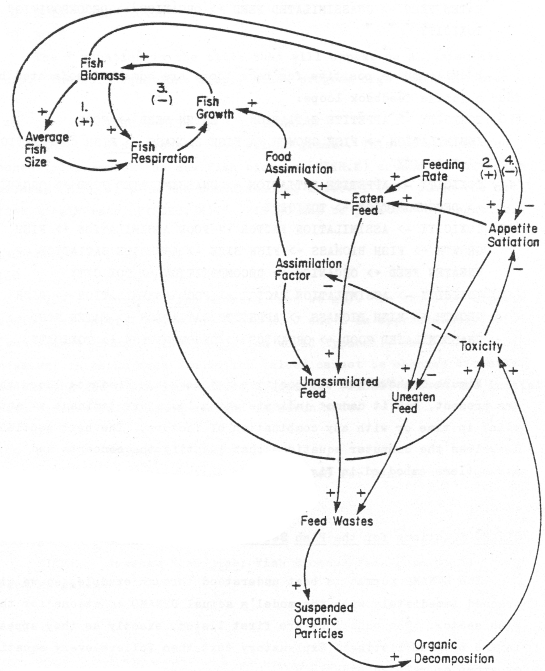 Fish
Biomass
1.
(+)
3.
(-)
Fish
Growth
Average
Fish
Size
Fish
Respiration
Food
Assimilation
Feeding
Rate
2.
(+)
4.
(-)
Eaten
Feed
Appetite
Satiation
Assimilation
Factor
Toxicity
Unassimilated
Feed
Uneaten
Feed
Feed Wastes
Suspended
Organic
Particles
Organic
Decomposition